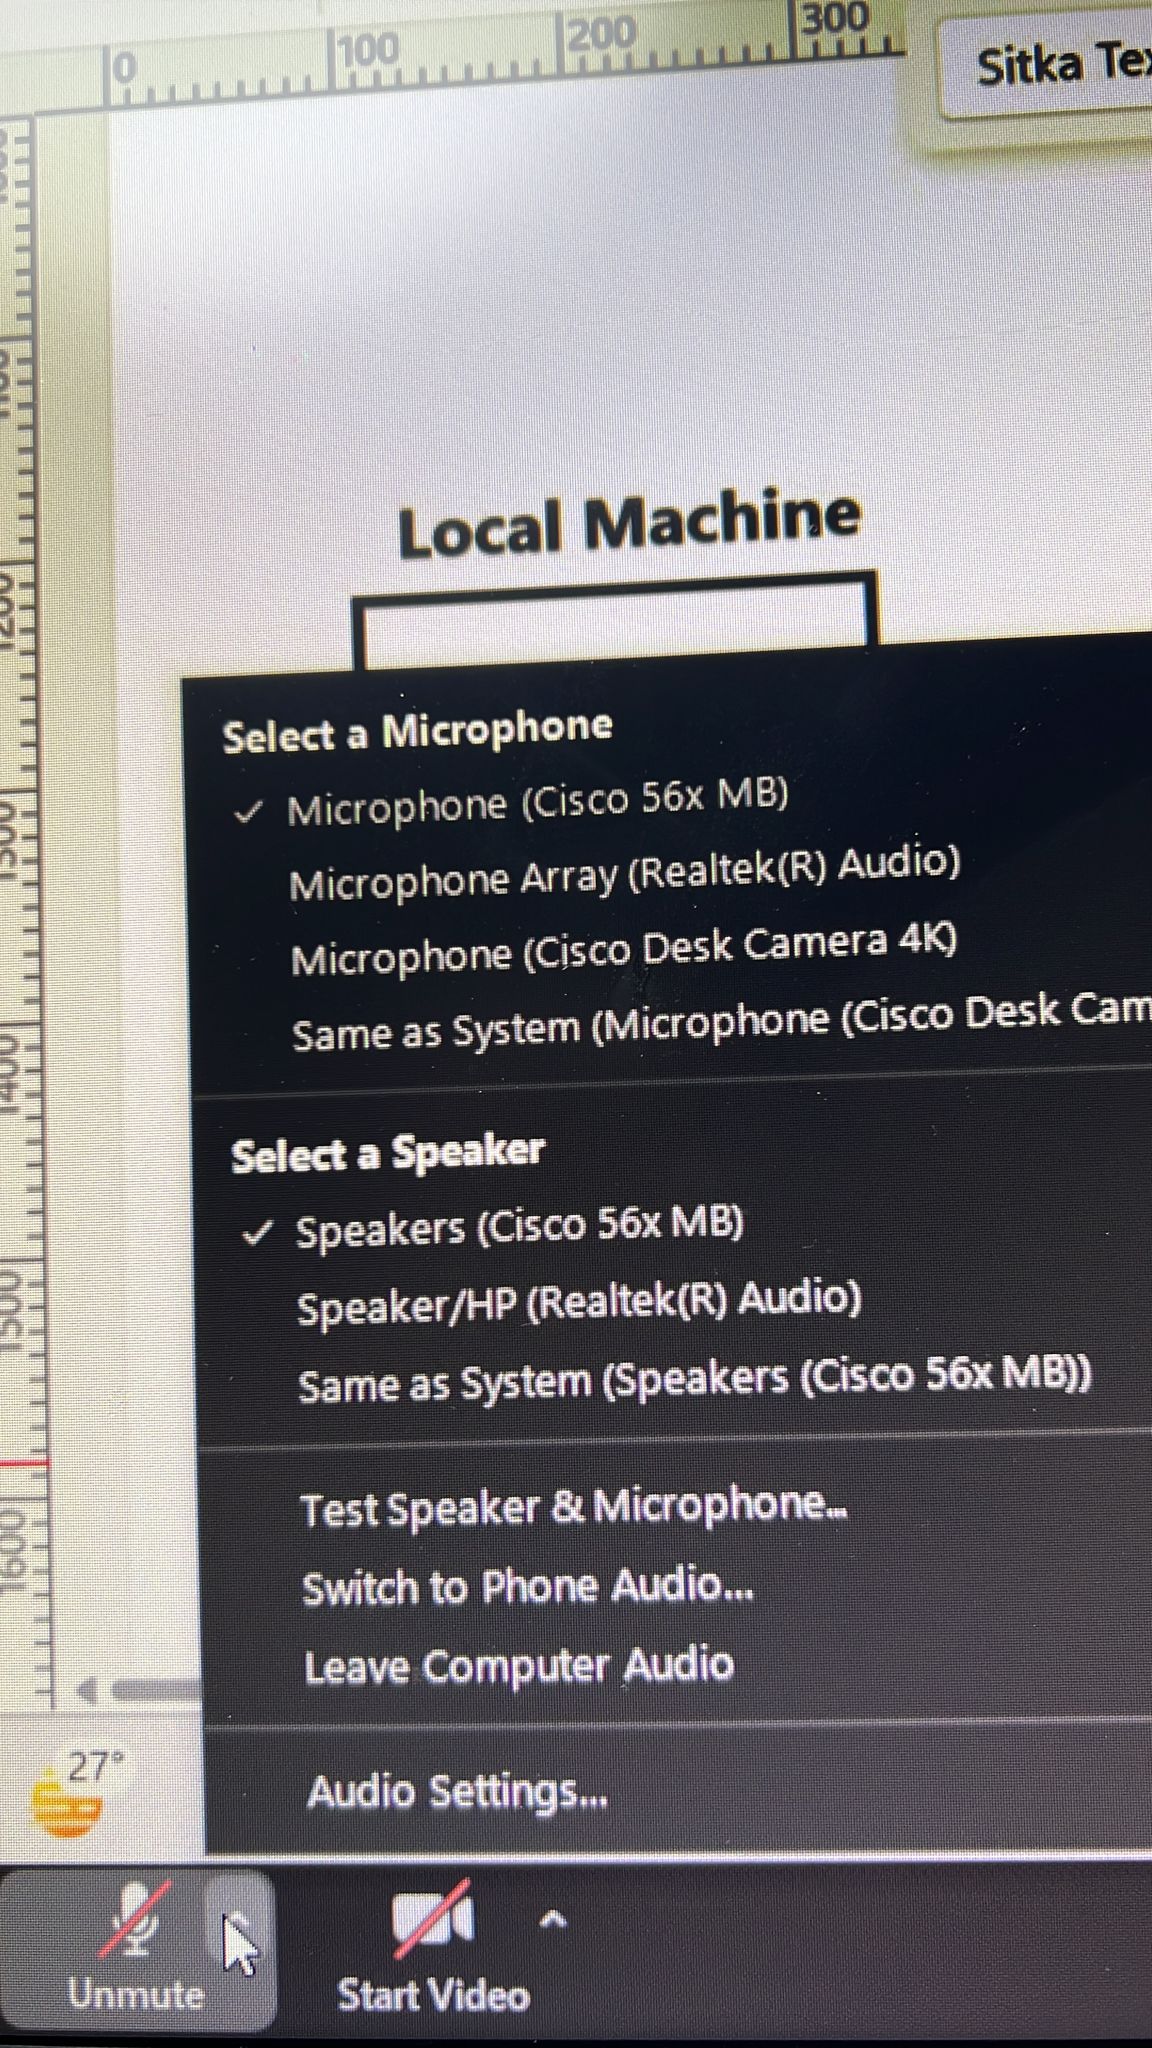 0 100 200 300
Sitka Tex
Local Machine
Select a Microphone
✓ Microphone (Cisco 56x MB)
Microphone Array (Realtek(R) Audio)
Microphone (Cisco Desk Camera 4K)
Same as System (Microphone (Cisco Desk Cam
Select a Speaker
✓ Speakers (Cisco 56x MB)
Speaker/HP (Realtek(R) Audio)
Same as System (Speakers (Cisco 56x MB))
Test Speaker & Microphone...
Switch to Phone Audio...
Leave Computer Audio
Audio Settings...
1200
1300
1400
1500
1600
27°
Unmute
Start Video